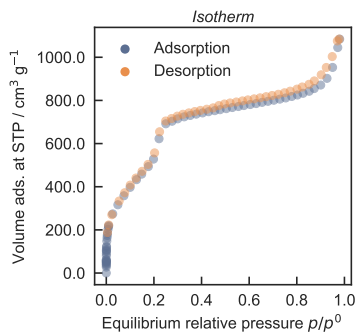 Isotherm
Adsorption
Desorption
1000.0
800.0
600.0
400.0
200.0
0.0
Volume ads. at STP / cm³ g⁻¹
0.0 0.2 0.4 0.6 0.8 1.0
Equilibrium relative pressure p/p⁰